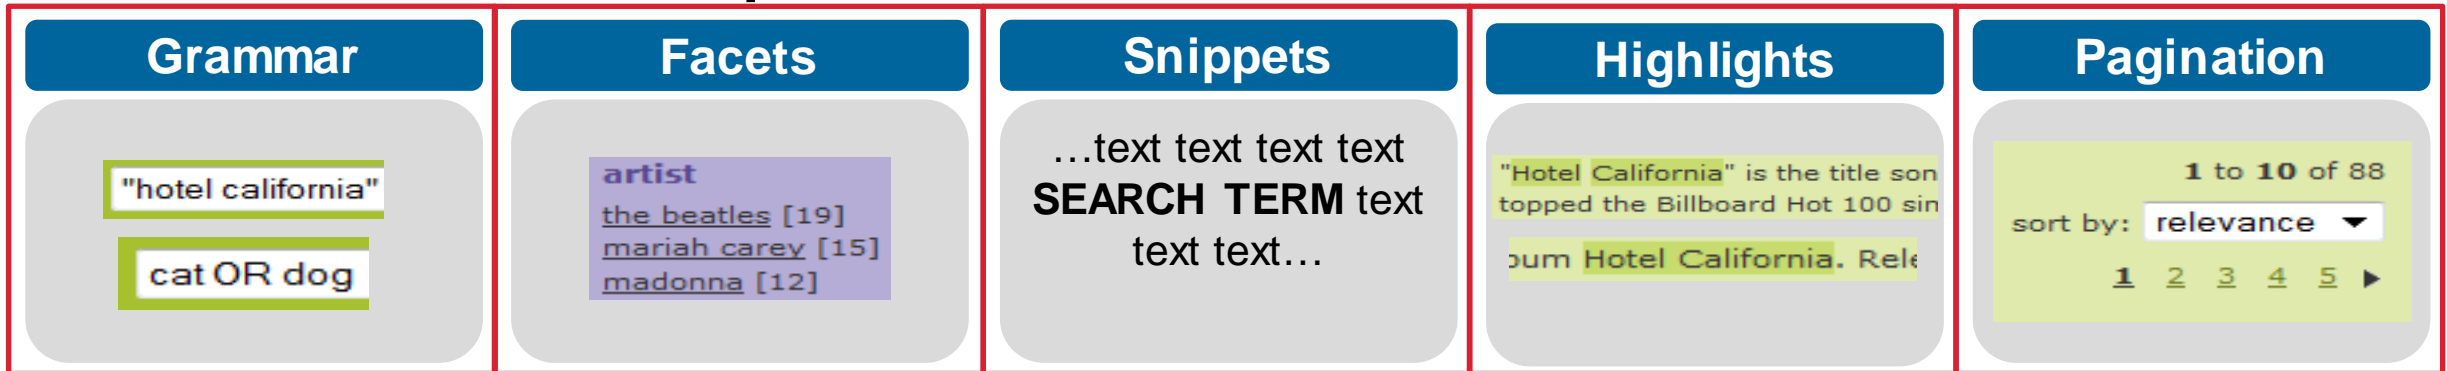 Grammar
"hotel california"
cat OR dog
Facets
artist
the beatles [19]
mariah carey [15]
madonna [12]
Snippets
…text text text text
SEARCH TERM text
text text…
Highlights
"Hotel California" is the title son
topped the Billboard Hot 100 sin
Hotel California. Rele
Pagination
1 to 10 of 88
sort by: relevance
1 2 3 4 5